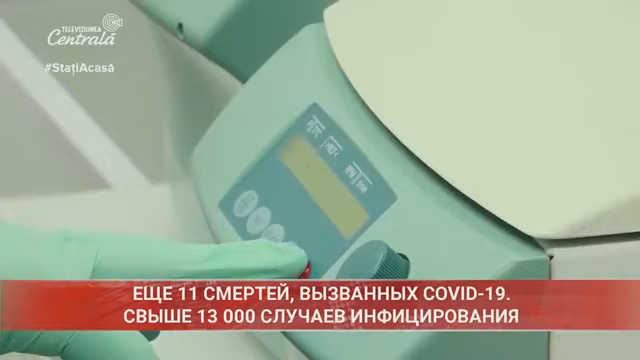 TELEVIZIUNEA
Centrală
#StațiAcasă
ЕЩЕ 11 СМЕРТЕЙ, ВЫЗВАННЫХ COVID-19.
СВЫШЕ 13 000 СЛУЧАЕВ ИНФИЦИРОВАНИЯ